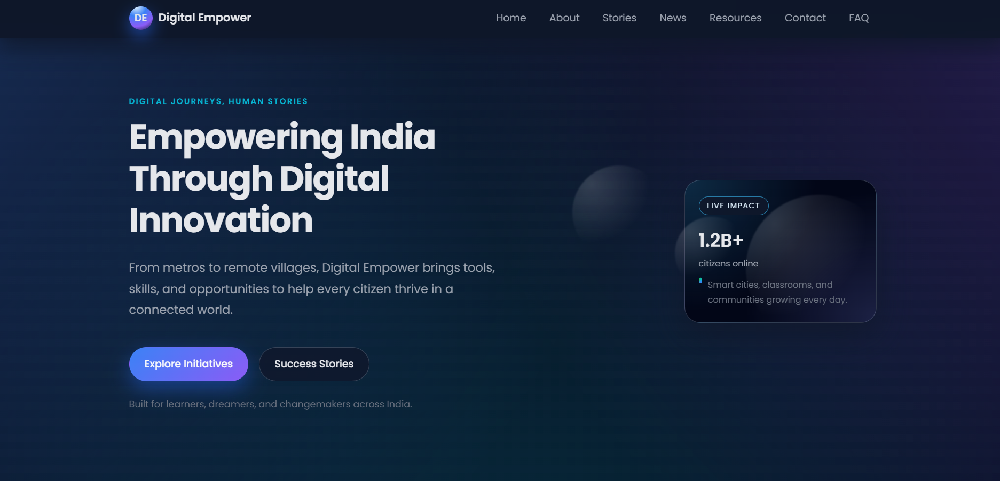 DE
Digital Empower
Home
About
Stories
News
Resources
Contact
FAQ
DIGITAL JOURNEYS, HUMAN STORIES
Empowering India
Through Digital
Innovation
From metros to remote villages, Digital Empower brings tools,
skills, and opportunities to help every citizen thrive in a
connected world.
Explore Initiatives
Success Stories
Built for learners, dreamers, and changemakers across India.
LIVE IMPACT
1.2B+
citizens online
Smart cities, classrooms, and
communities growing every day.